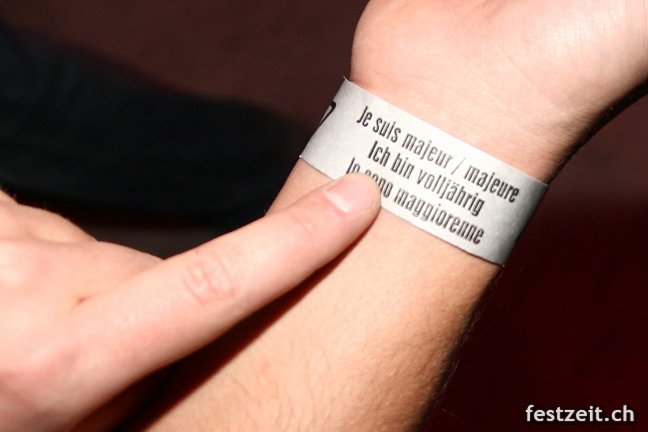 Je suis majeur / majeure
Ich bin volljährig
Io sono maggiorenne
festzeit.ch